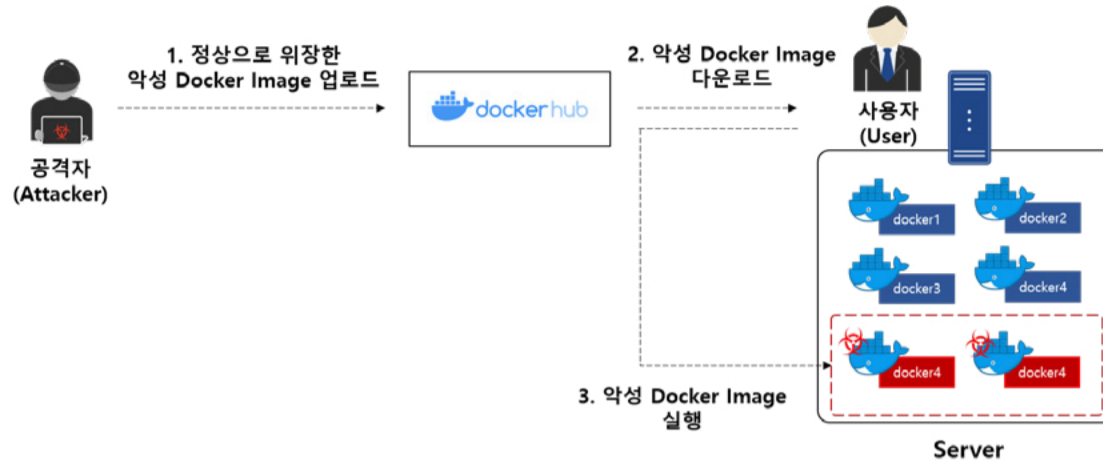 1. 정상으로 위장한
악성 Docker Image 업로드
2. 악성 Docker Image
다운로드
dockerhub
공격자
(Attacker)
사용자
(User)
docker1
docker2
docker3
docker4
docker4
docker4
3. 악성 Docker Image
실행
Server